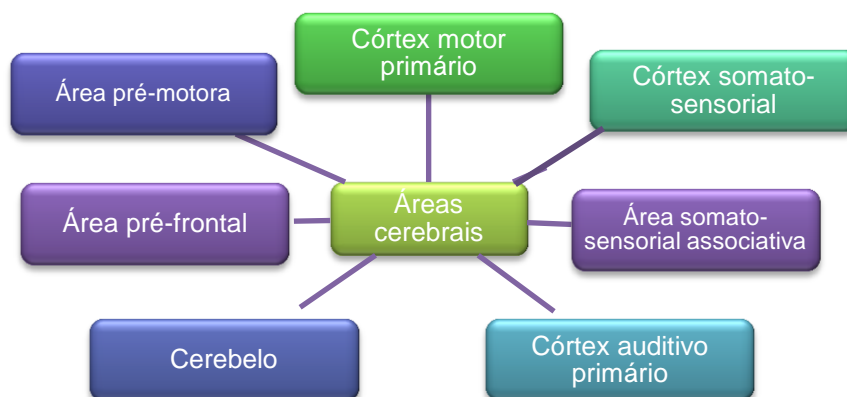 Córtex motor
primário
Área pré-motora
Córtex somato-
sensorial
Área pré-frontal
Áreas
cerebrais
Área somato-
sensorial associativa
Cerebelo
Córtex auditivo
primário